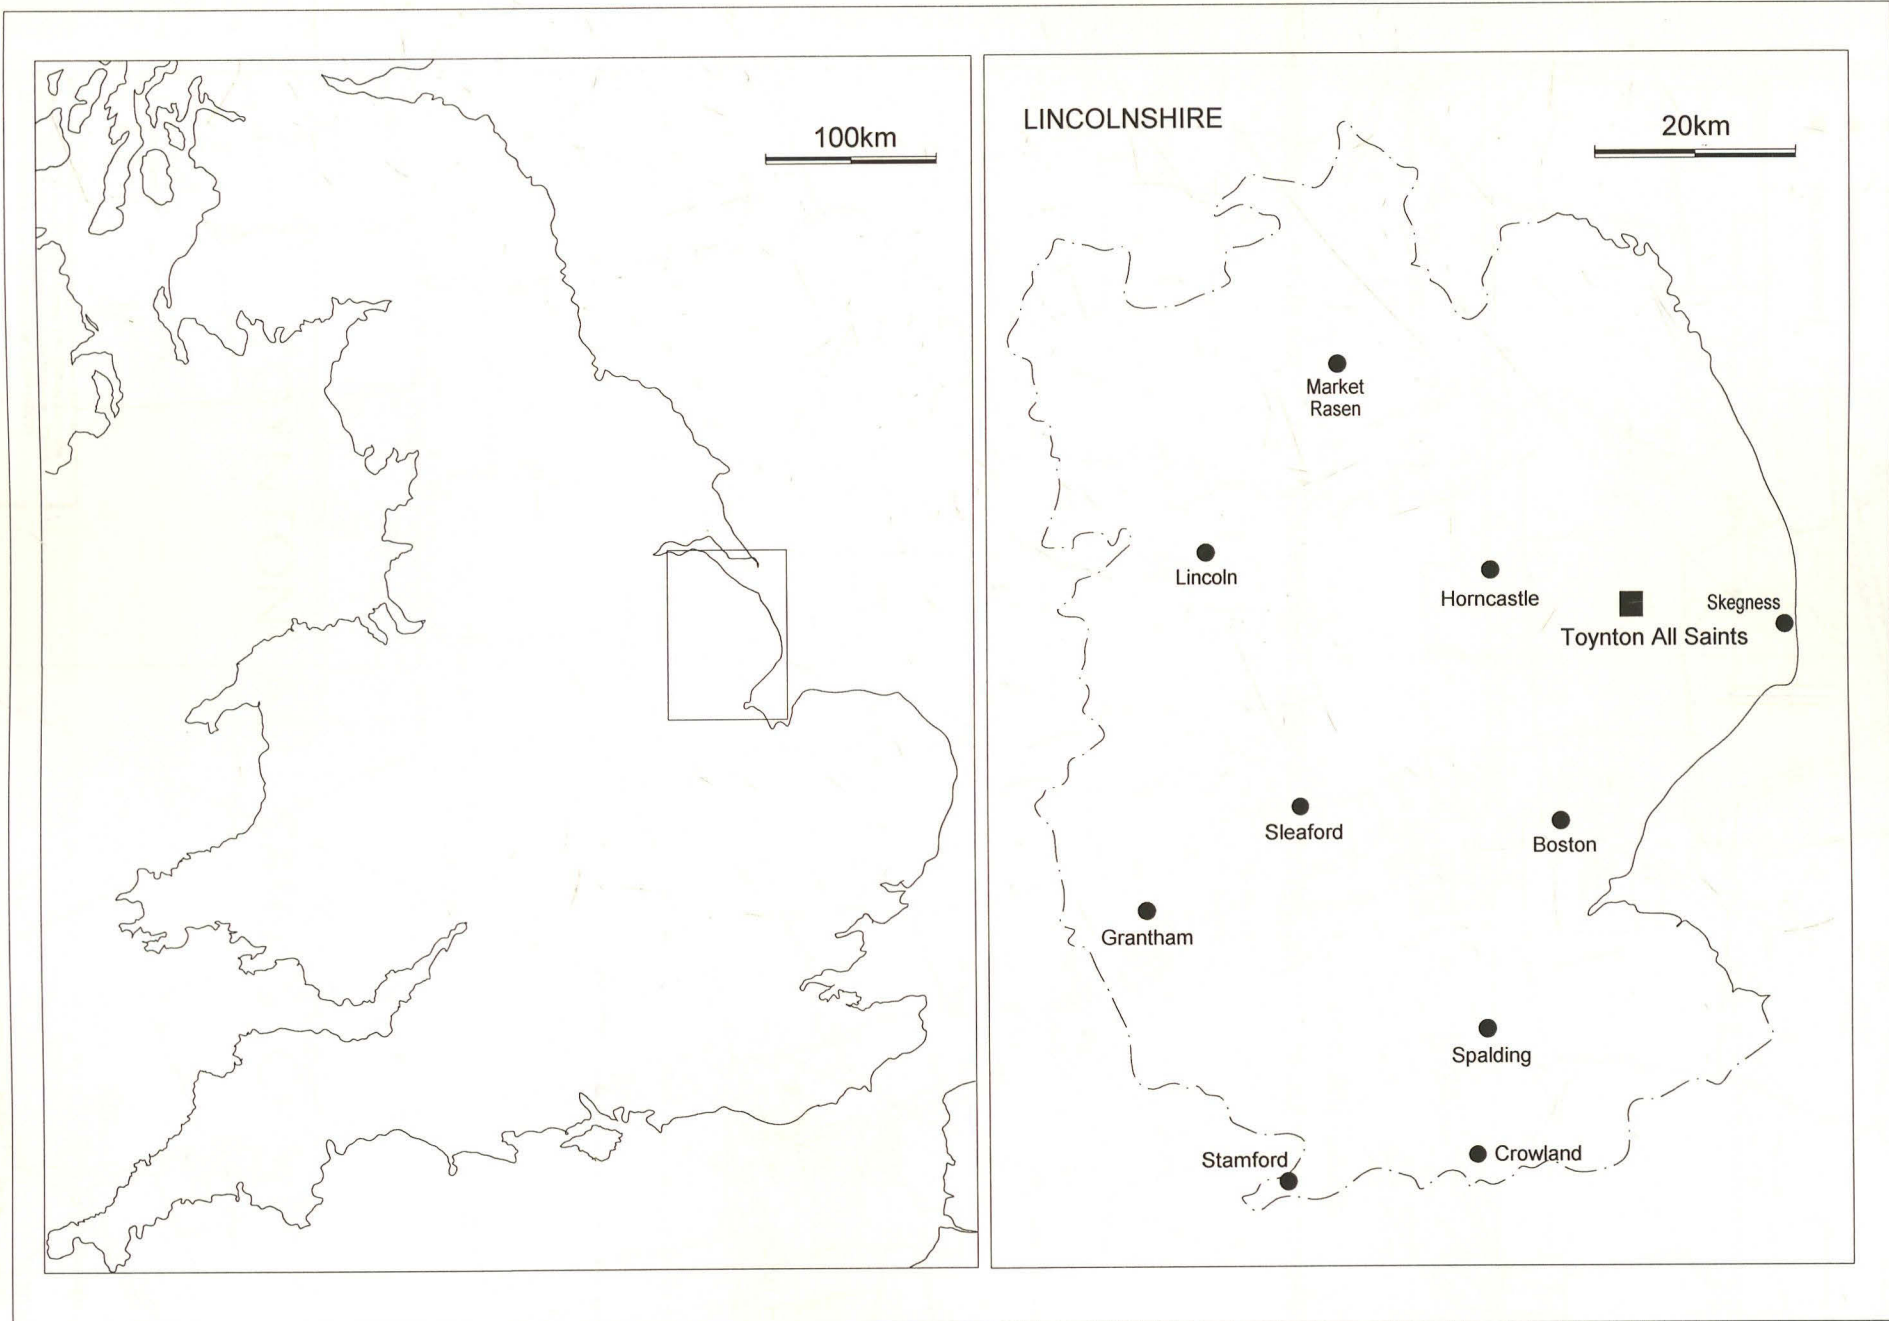 100km
LINCOLNSHIRE
20km
Market
Rasen
Lincoln
Horncastle
Skegness
Toynton All Saints
Sleaford
Boston
Grantham
Spalding
Stamford
Crowland